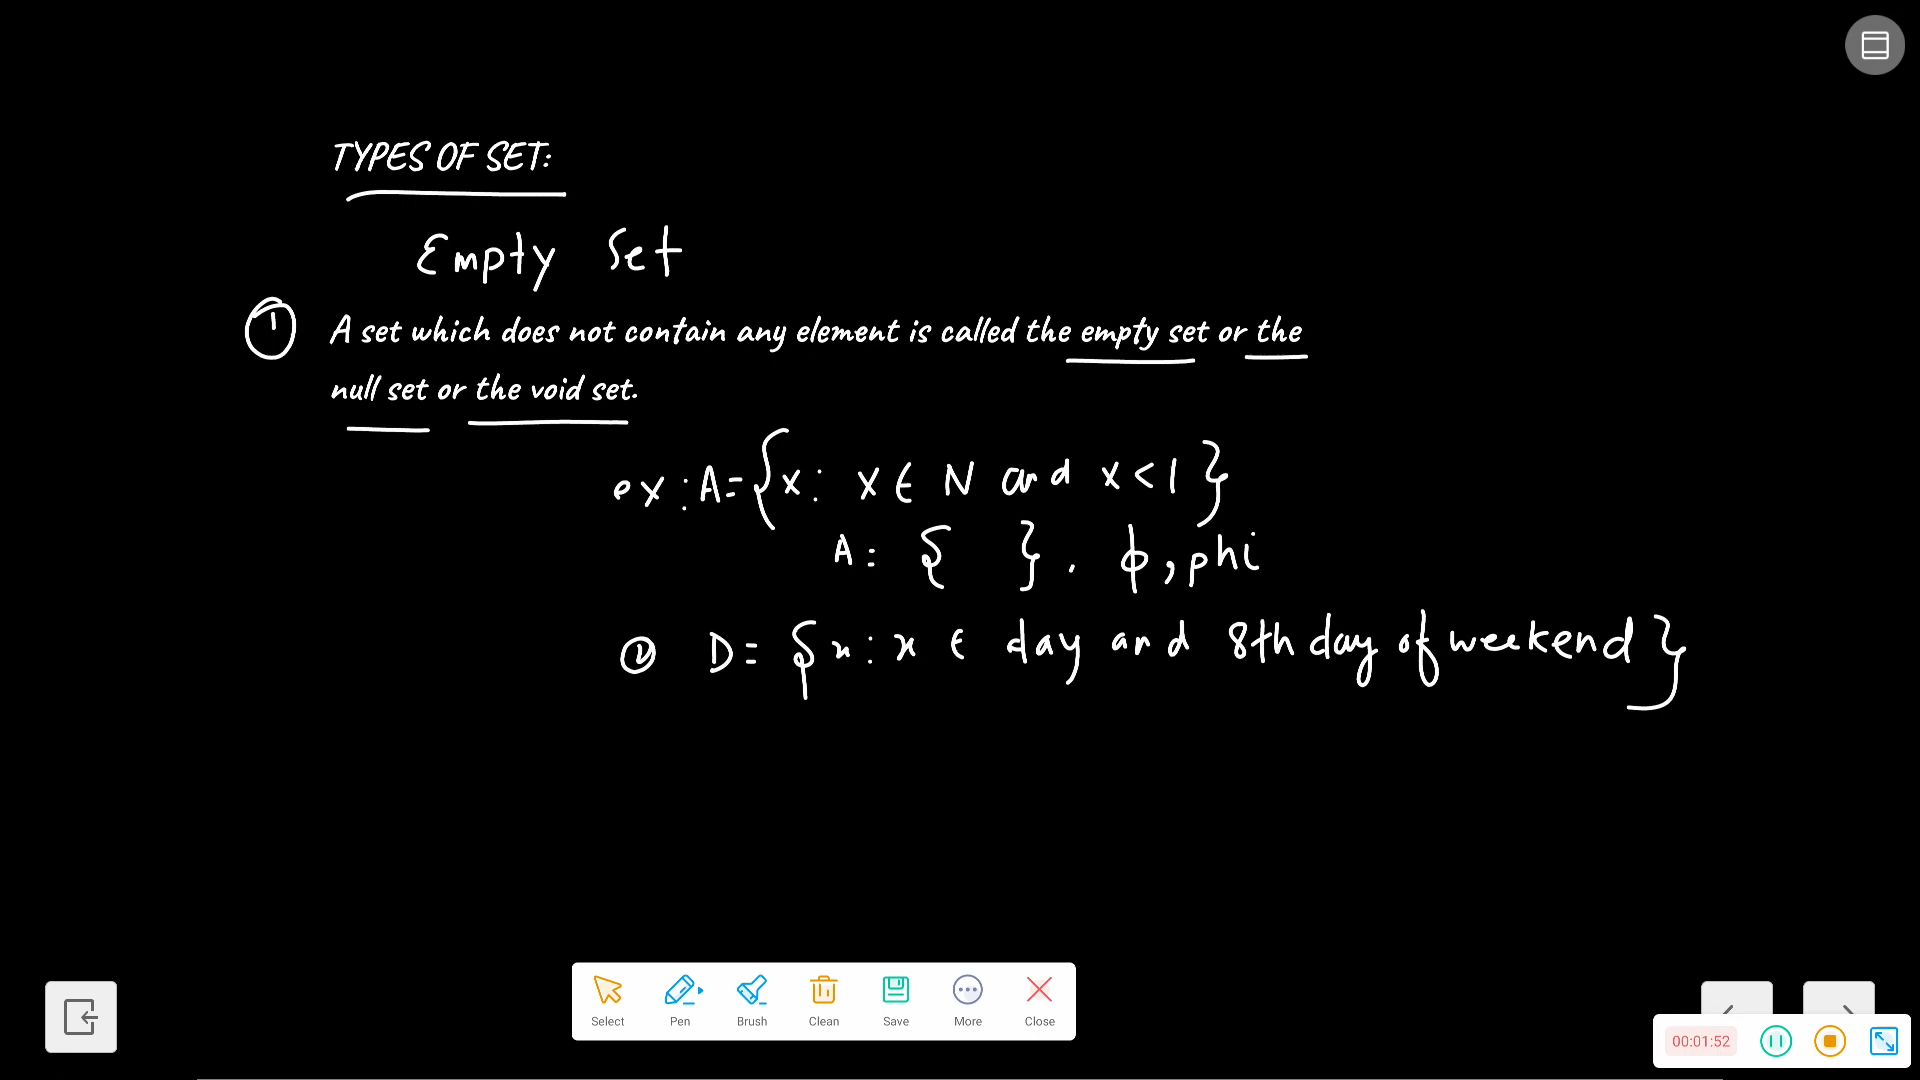 TYPES OF SET:
Empty Set
① A set which does not contain any element is called the empty set or the
null set or the void set.
ex : A = { x : x ∈ N and x < 1 }
A = { } . ϕ, phi
② D = { x : x ∈ day and 8th day of weekend }
Select Pen Brush Clean Save More Close
00:01:52